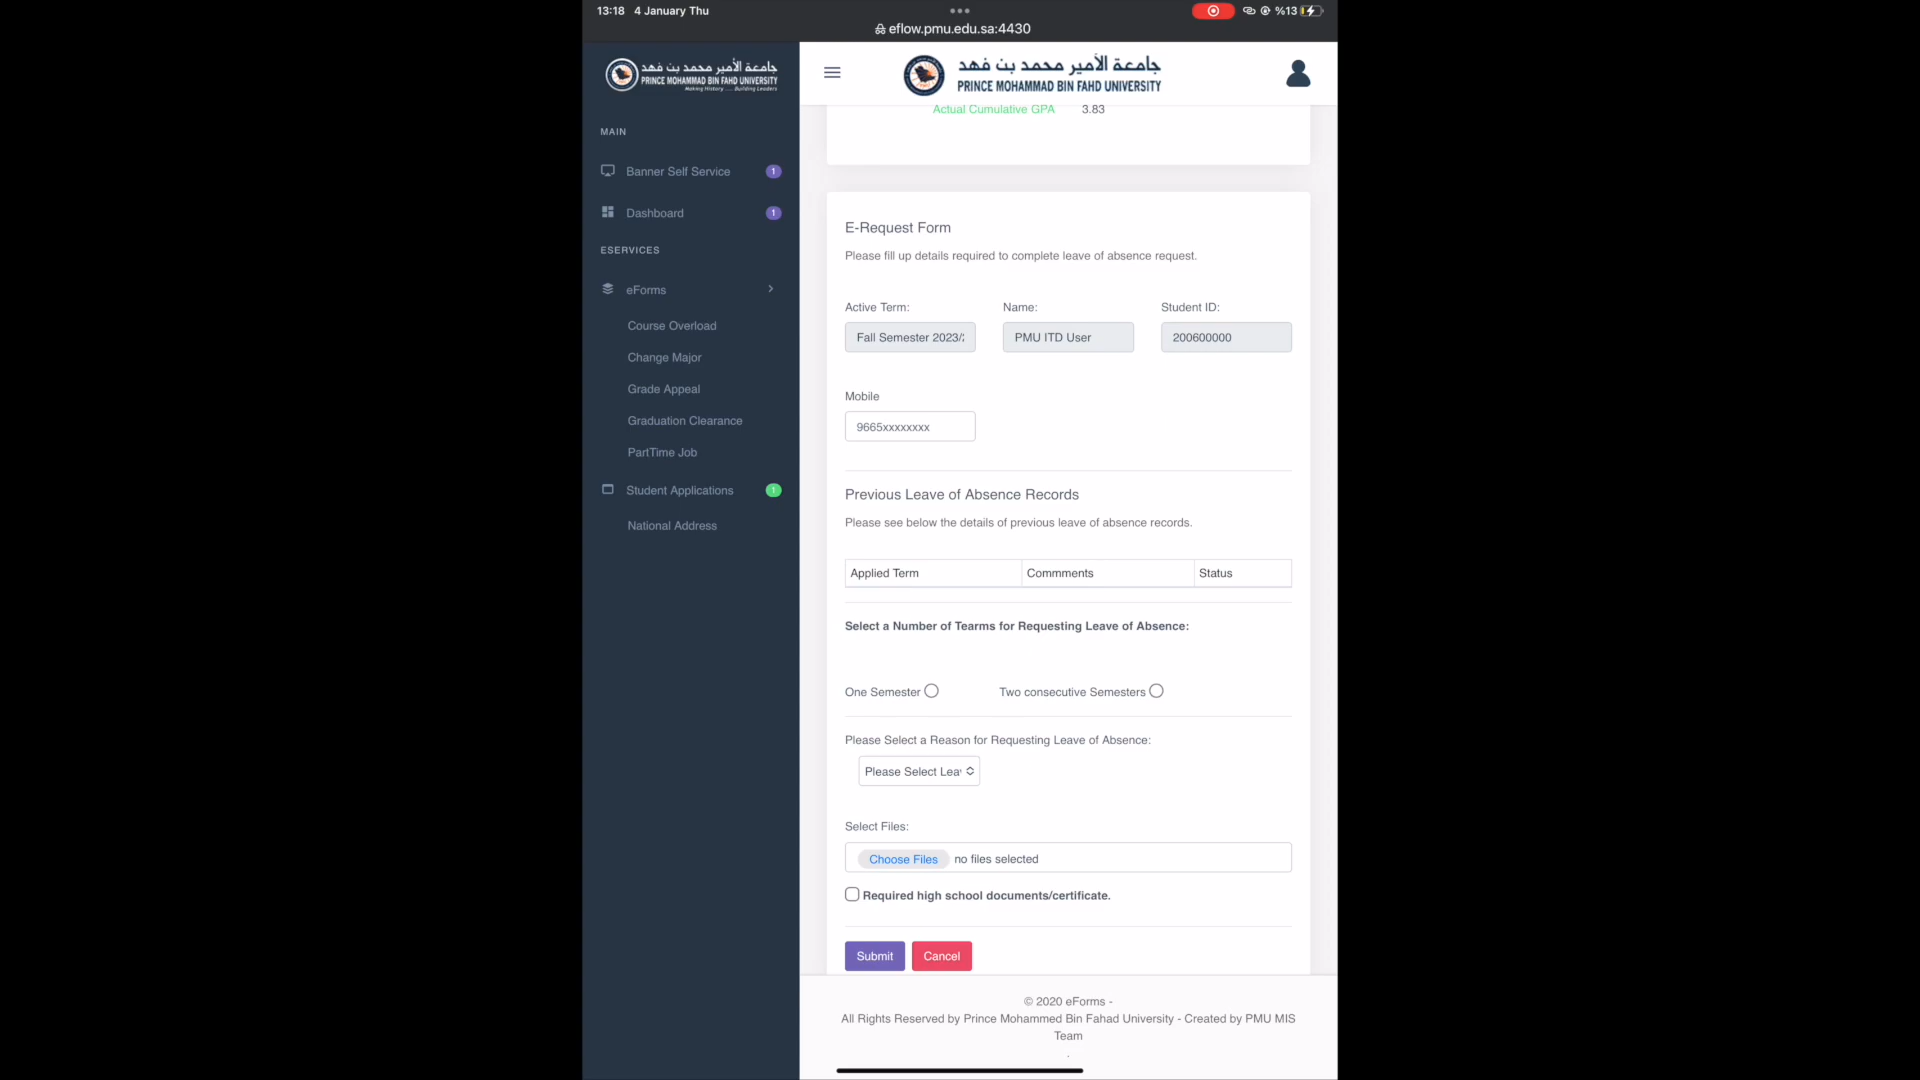 13:18 4 January Thu
%13
eflow.pmu.edu.sa:4430
جامعة الأمير محمد بن فهد
PRINCE MOHAMMAD BIN FAHD UNIVERSITY
Making History .... Building Leaders
MAIN
Banner Self Service 1
Dashboard 1
ESERVICES
eForms
Course Overload
Change Major
Grade Appeal
Graduation Clearance
PartTime Job
Student Applications 1
National Address
جامعة الأمير محمد بن فهد
PRINCE MOHAMMAD BIN FAHD UNIVERSITY
Actual Cumulative GPA 3.83
E-Request Form
Please fill up details required to complete leave of absence request.
Active Term: Name: Student ID:
Fall Semester 2023/ PMU ITD User 200600000
Mobile
9665xxxxxxxx
Previous Leave of Absence Records
Please see below the details of previous leave of absence records.
Applied Term Commments Status
Select a Number of Tearms for Requesting Leave of Absence:
One Semester Two consecutive Semesters
Please Select a Reason for Requesting Leave of Absence:
Please Select Lea
Select Files:
Choose Files no files selected
Required high school documents/certificate.
Submit Cancel
© 2020 eForms -
All Rights Reserved by Prince Mohammed Bin Fahad University - Created by PMU MIS
Team
.